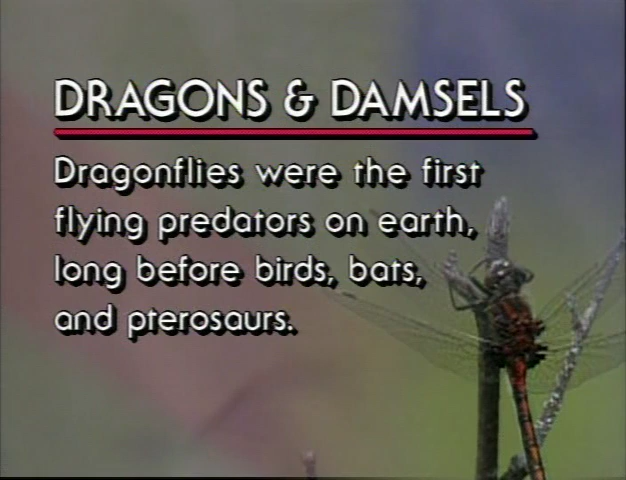 DRAGONS & DAMSELS
Dragonflies were the first
flying predators on earth,
long before birds, bats,
and pterosaurs.